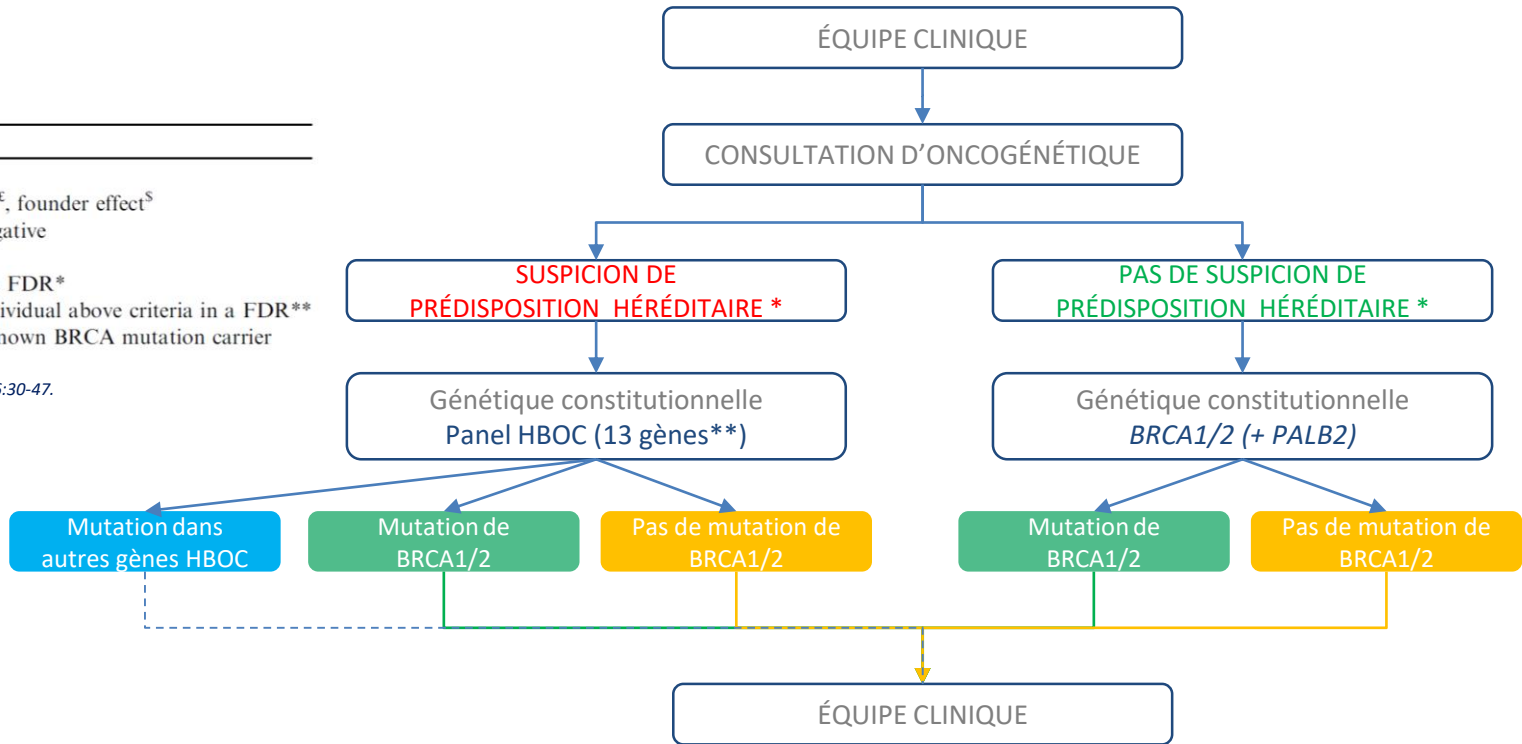 ÉQUIPE CLINIQUE
CONSULTATION D'ONCOGÉNÉTIQUE
£, founder effect$
gative
FDR*
ividual above criteria in a FDR**
nown BRCA mutation carrier
:30-47.
SUSPICION DE
PRÉDISPOSITION HÉRÉDITAIRE *
PAS DE SUSPICION DE
PRÉDISPOSITION HÉRÉDITAIRE *
Génétique constitutionnelle
Panel HBOC (13 gènes**)
Génétique constitutionnelle
BRCA1/2 (+ PALB2)
Mutation dans
autres gènes HBOC
Mutation de
BRCA1/2
Pas de mutation de
BRCA1/2
Mutation de
BRCA1/2
Pas de mutation de
BRCA1/2
ÉQUIPE CLINIQUE